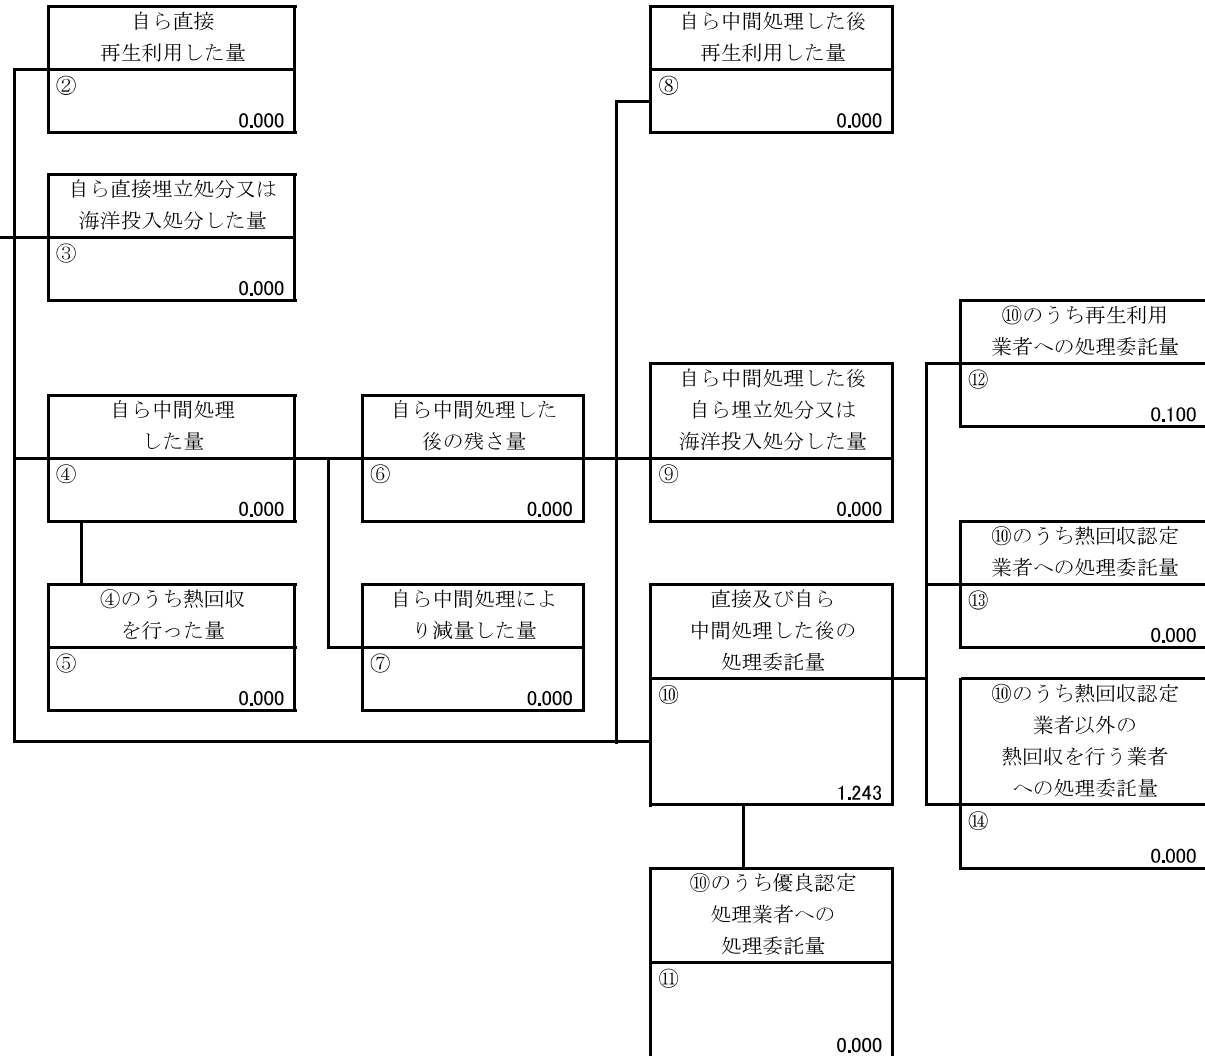 自ら直接
再生利用した量
②
0.000
自ら直接埋立処分又は
海洋投入処分した量
③
0.000
自ら中間処理
した量
④
0.000
④のうち熱回収
を行った量
⑤
0.000
自ら中間処理した
後の残さ量
⑥
0.000
自ら中間処理によ
り減量した量
⑦
0.000
自ら中間処理した後
再生利用した量
⑧
0.000
自ら中間処理した後
自ら埋立処分又は
海洋投入処分した量
⑨
0.000
直接及び自ら
中間処理した後の
処理委託量
⑩
1.243
⑩のうち優良認定
処理業者への
処理委託量
⑪
0.000
⑩のうち再生利用
業者への処理委託量
⑫
0.100
⑩のうち熱回収認定
業者への処理委託量
⑬
0.000
⑩のうち熱回収認定
業者以外の
熱回収を行う業者
への処理委託量
⑭
0.000